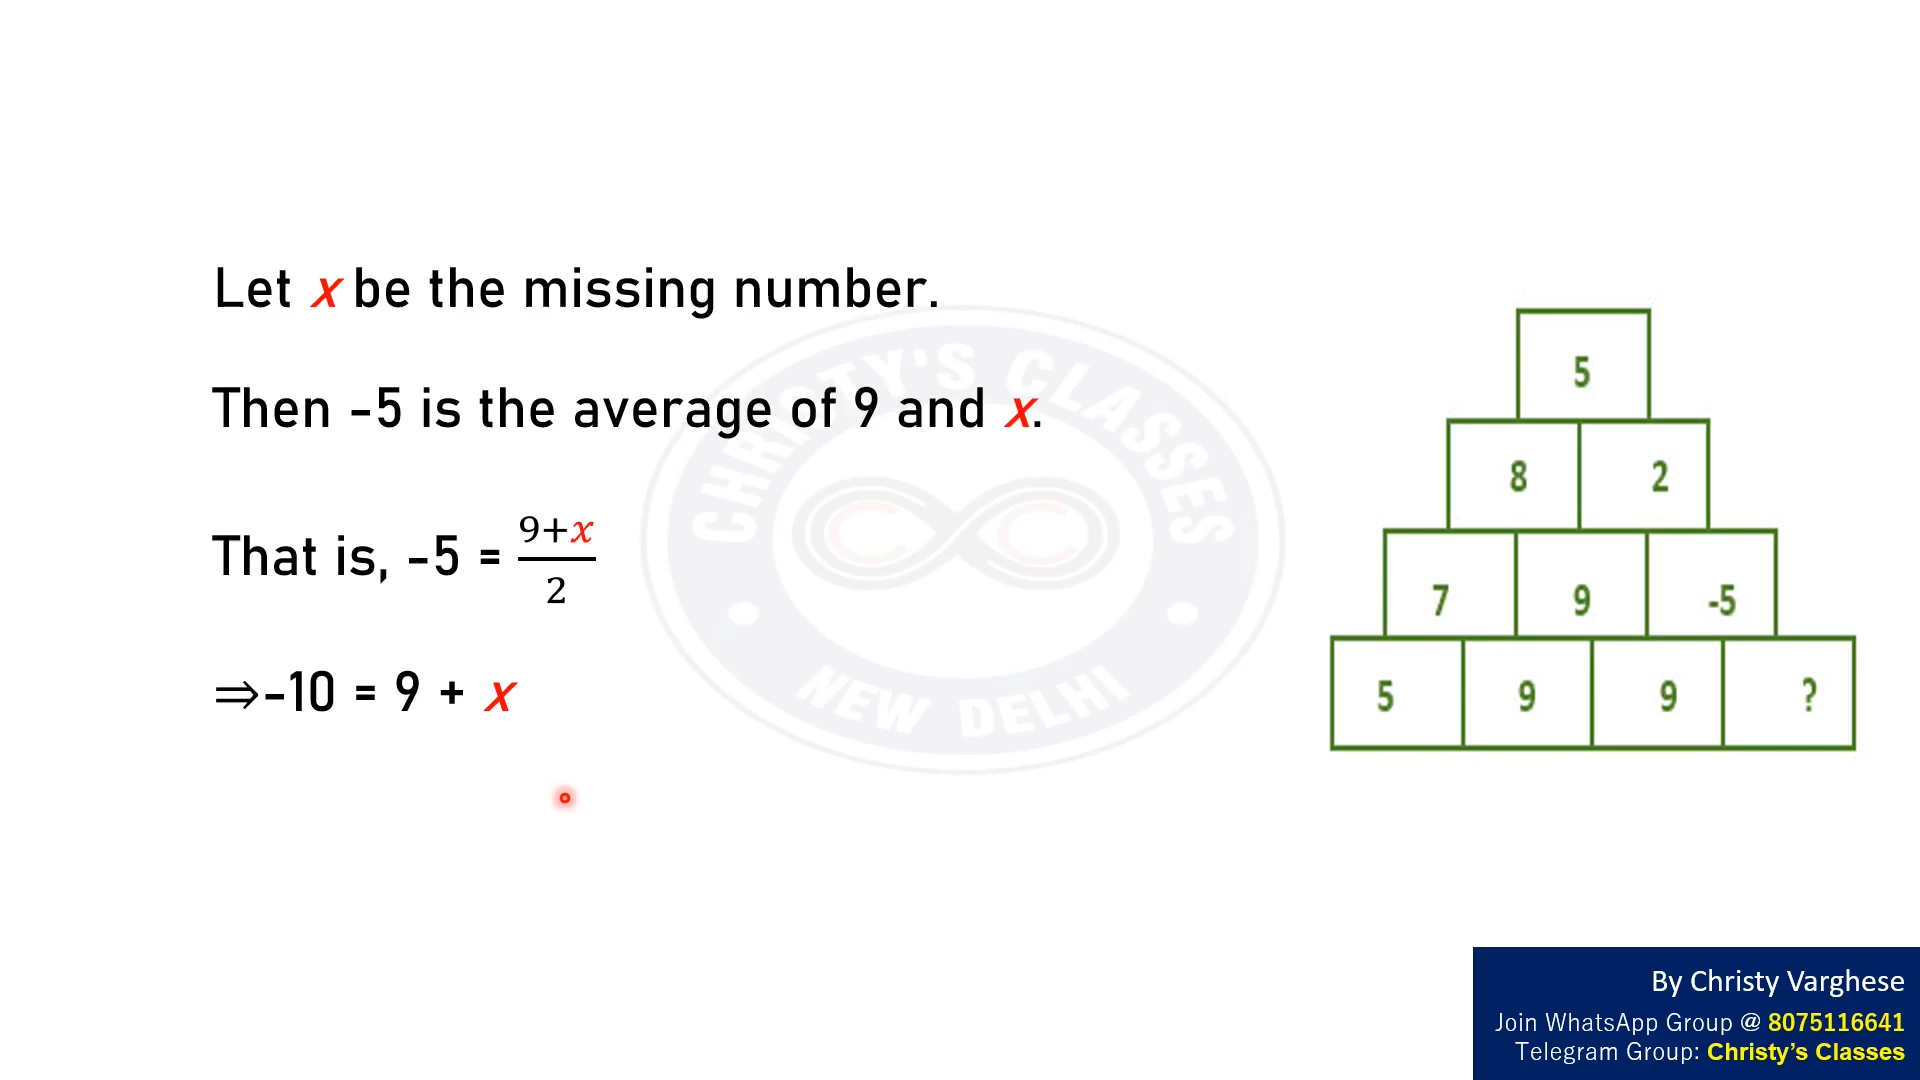 Let x be the missing number.
Then -5 is the average of 9 and x.
That is, -5 = \frac{9+x}{2}
⇒-10 = 9 + x
5
8 2
7 9 -5
5 9 9 ?
CHRISTY'S CLASSES
NEW DELHI
By Christy Varghese
Join WhatsApp Group @ 8075116641
Telegram Group: Christy's Classes